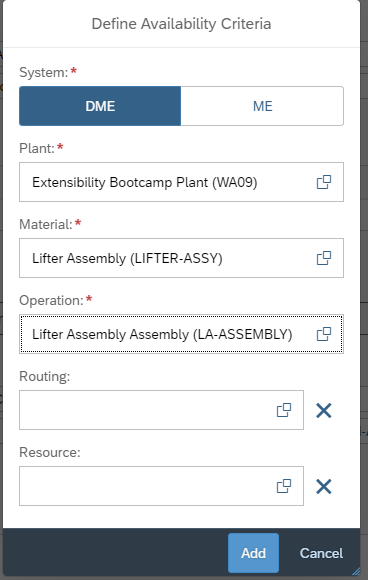 Define Availability Criteria
System:*
DME ME
Plant:*
Extensibility Bootcamp Plant (WA09)
Material:*
Lifter Assembly (LIFTER-ASSY)
Operation:*
Lifter Assembly Assembly (LA-ASSEMBLY)
Routing:
Resource:
Add Cancel